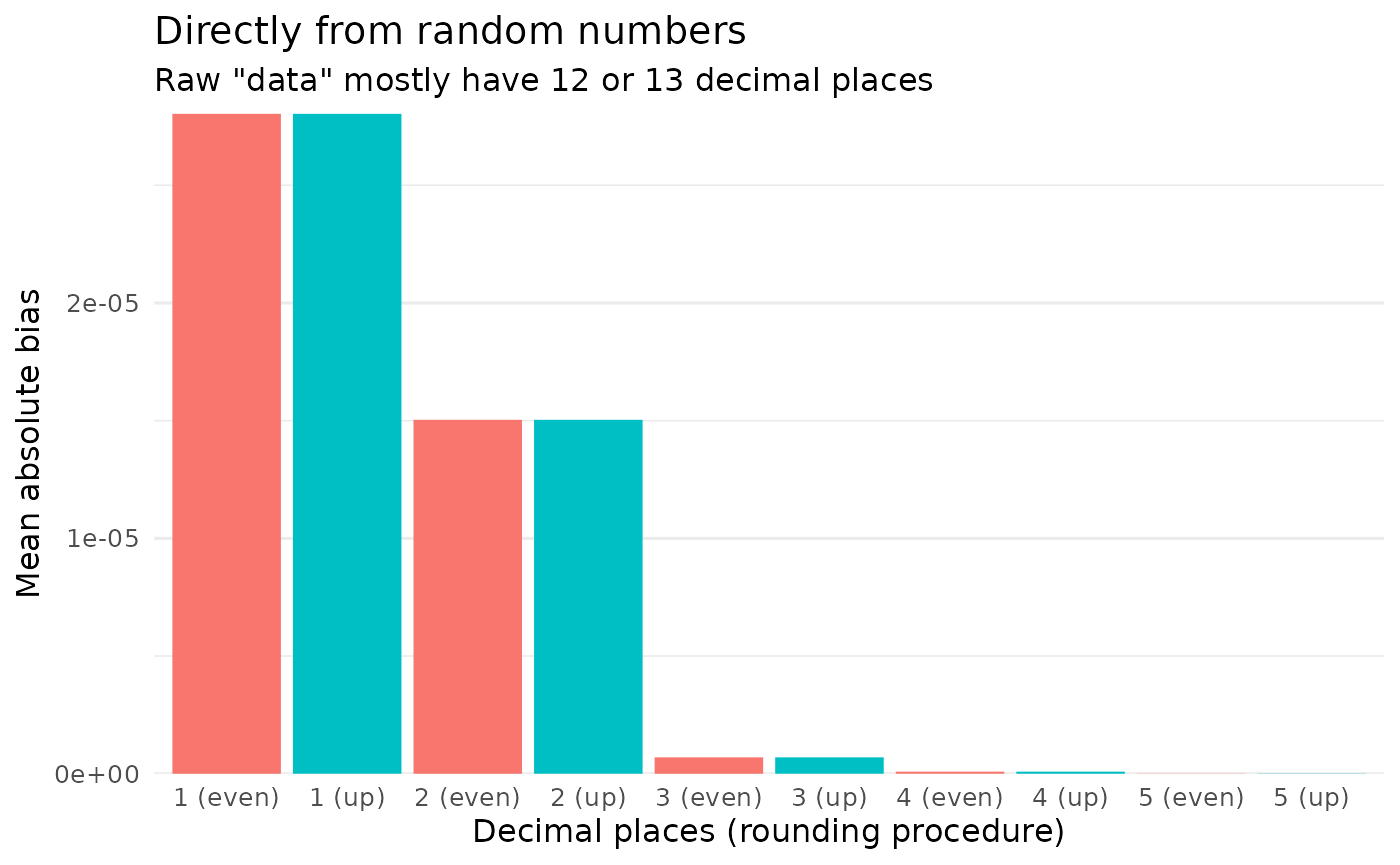 Directly from random numbers
Raw "data" mostly have 12 or 13 decimal places
Mean absolute bias
2e-05
1e-05
0e+00
1 (even) 1 (up) 2 (even) 2 (up) 3 (even) 3 (up) 4 (even) 4 (up) 5 (even) 5 (up)
Decimal places (rounding procedure)